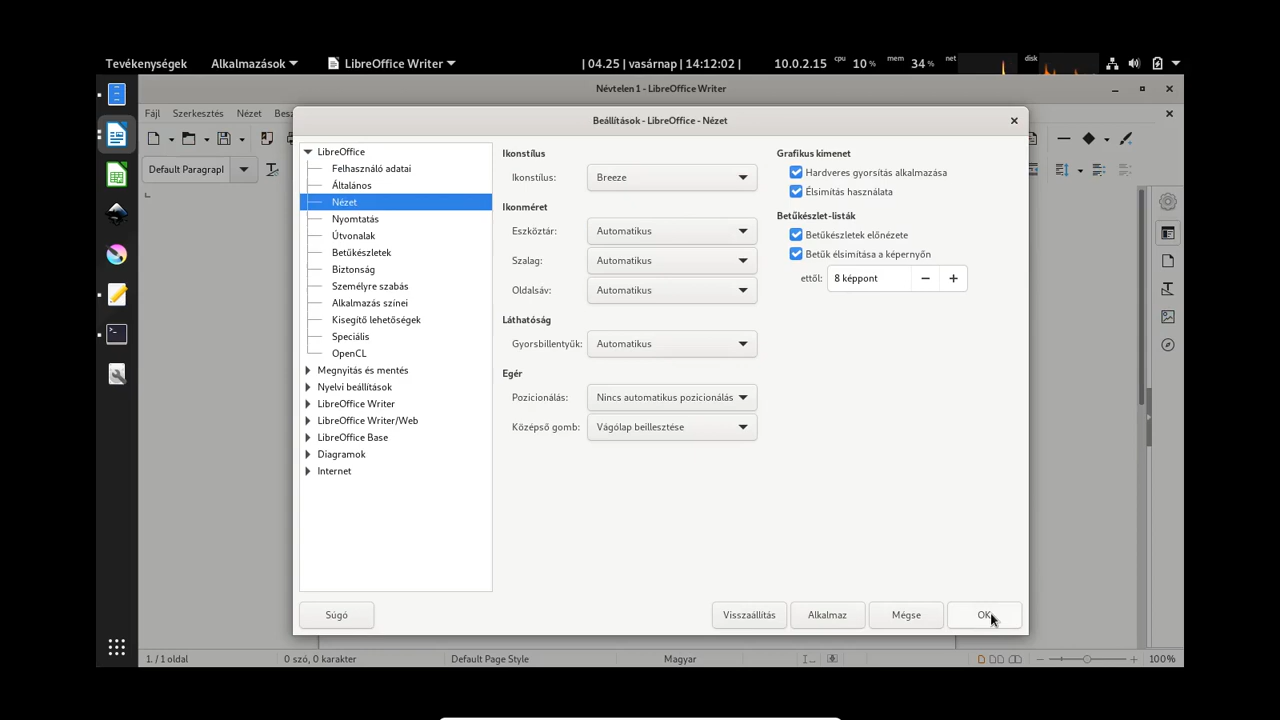 Tevékenységek
Alkalmazások
LibreOffice Writer
| 04.25 | vasárnap | 14:12:02 |
10.0.2.15
cpu 10 %
mem 34 %
net
disk
Névtelen 1 - LibreOffice Writer
Fájl Szerkesztés Nézet Besz
Default Paragrapl
Beállítások - LibreOffice - Nézet
LibreOffice
Felhasználó adatai
Általános
Nézet
Nyomtatás
Útvonalak
Betűkészletek
Biztonság
Személyre szabás
Alkalmazás színei
Kisegítő lehetőségek
Speciális
OpenCL
Megnyitás és mentés
Nyelvi beállítások
LibreOffice Writer
LibreOffice Writer/Web
LibreOffice Base
Diagramok
Internet
Ikonstílus
Ikonstílus: Breeze
Ikonméret
Eszköztár: Automatikus
Szalag: Automatikus
Oldalsáv: Automatikus
Láthatóság
Gyorsbillentyűk: Automatikus
Egér
Pozicionálás: Nincs automatikus pozicionálás
Középső gomb: Vágólap beillesztése
Grafikus kimenet
Hardveres gyorsítás alkalmazása
Élsimítás használata
Betűkészlet-listák
Betűkészletek előnézete
Betűk élsimítása a képernyőn
ettől: 8 képpont
Súgó
Visszaállítás
Alkalmaz
Mégse
OK
1. / 1 oldal
0 szó, 0 karakter
Default Page Style
Magyar
100%